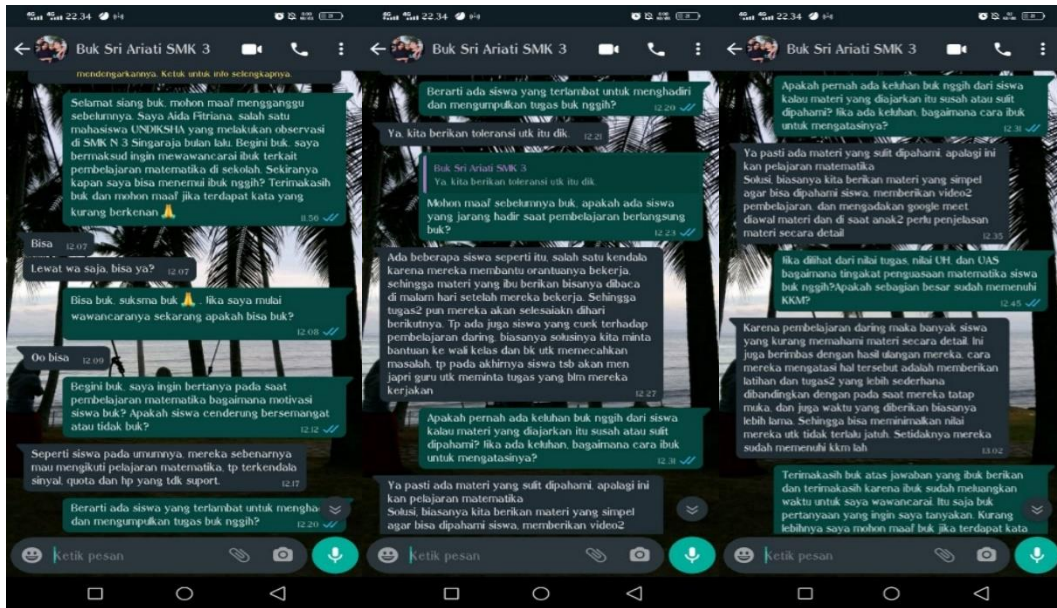 22.34
Buk Sri Ariati SMK 3
mendengarkannya. Ketuk untuk info selengkapnya.
Selamat siang buk, mohon maaf mengganggu
sebelumnya. Saya Aida Fitriana, salah satu
mahasiswa UNDIKSHA yang melakukan observasi
di SMK N 3 Singaraja bulan lalu. Begini buk, saya
bermaksud ingin mewawancarai ibuk terkait
pembelajaran matematika di sekolah. Sekiranya
kapan saya bisa menemui ibuk nggih? Terimakasih
buk dan mohon maaf jika terdapat kata yang
kurang berkenan 🙏 11.56
Bisa 12.07
Lewat wa saja, bisa ya? 12.07
Bisa buk, suksma buk 🙏. Jika saya mulai
wawancaranya sekarang apakah bisa buk?
12.08
Oo bisa 12.09
Begini buk, saya ingin bertanya pada saat
pembelajaran matematika bagaimana motivasi
siswa buk? Apakah siswa cenderung bersemangat
atau tidak buk? 12.12
Seperti siswa pada umumnya, mereka sebenarnya
mau mengikuti pelajaran matematika, tp terkendala
sinyal, quota dan hp yang tdk suport. 12.17
Berarti ada siswa yang terlambat untuk mengha
dan mengumpulkan tugas buk nggih? 12.20
Ketik pesan
22.34
Buk Sri Ariati SMK 3
Berarti ada siswa yang terlambat untuk menghadiri
dan mengumpulkan tugas buk nggih? 12.20
Ya, kita berikan toleransi utk itu dik. 12.21
Buk Sri Ariati SMK 3
Ya, kita berikan toleransi utk itu dik.
Mohon maaf sebelumnya buk, apakah ada siswa
yang jarang hadir saat pembelajaran berlangsung
buk? 12.23
Ada beberapa siswa seperti itu, salah satu kendala
karena mereka membantu orantuanya bekerja,
sehingga materi yang ibu berikan bisanya dibaca
di malam hari setelah mereka bekerja. Sehingga
tugas2 pun mereka akan selesaiakn dihari
berikutnya. Tp ada juga siswa yang cuek terhadap
pembelajaran daring, biasanya solusinya kita minta
bantuan ke wali kelas dan bk utk memecahkan
masalah, tp pada akhirnya siswa tsb akan men
japri guru utk meminta tugas yang blm mereka
kerjakan 12.27
Apakah pernah ada keluhan buk nggih dari siswa
kalau materi yang diajarkan itu susah atau sulit
dipahami? Jika ada keluhan, bagaimana cara ibuk
untuk mengatasinya? 12.31
Ya pasti ada materi yang sulit dipahami, apalagi ini
kan pelajaran matematika
Solusi, biasanya kita berikan materi yang simpel
agar bisa dipahami siswa, memberikan video2
Ketik pesan
22.34
Buk Sri Ariati SMK 3
Apakah pernah ada keluhan buk nggih dari siswa
kalau materi yang diajarkan itu susah atau sulit
dipahami? Jika ada keluhan, bagaimana cara ibuk
untuk mengatasinya? 12.31
Ya pasti ada materi yang sulit dipahami, apalagi ini
kan pelajaran matematika
Solusi, biasanya kita berikan materi yang simpel
agar bisa dipahami siswa, memberikan video2
pembelajaran, dan mengadakan google meet
diawal materi dan di saat anak2 perlu penjelasan
materi secara detail 12.35
Jika dilihat dari nilai tugas, nilai UH, dan UAS
bagaimana tingkat penguasaan matematika siswa
buk nggih?Apakah sebagian besar sudah memenuhi
KKM? 12.45
Karena pembelajaran daring maka banyak siswa
yang kurang memahami materi secara detail. Ini
juga berimbas dengan hasil ulangan mereka, cara
mereka mengatasi hal tersebut adalah memberikan
latihan dan tugas2 yang lebih sederhana
dibandingkan dengan pada saat mereka tatap
muka, dan juga waktu yang diberikan biasanya
lebih lama. Sehingga bisa meminimalkan nilai
mereka utk tidak terlalu jatuh. Setidaknya mereka
sudah memenuhi kkm lah 13.02
Terimakasih buk atas jawaban yang ibuk berikan
dan terimakasih karena ibuk sudah meluangkan
waktu untuk saya wawancarai. Itu saja buk
pertanyaan yang ingin saya tanyakan. Kurang
lebihnya saya mohon maaf buk jika terdapat kata
Ketik pesan